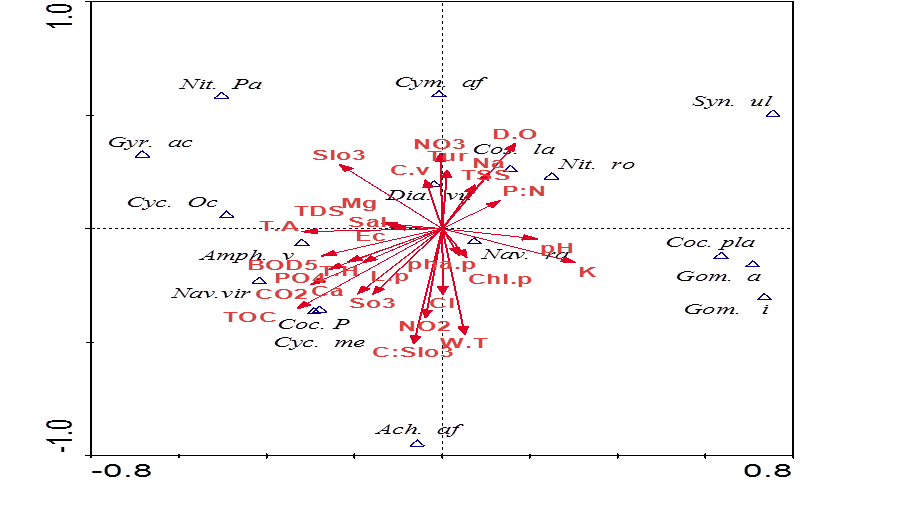 1.0
Nit. Pa
Cym. af
Syn. ul
D.O
NO3
Gyr. ac
Slo3
Tur
Cos. la
Na
Nit. ro
C.v
TSS
P:N
Dia. vu
Cyc. Oc
Mg
TDS
Sal
T.A
Ec
pH
Coc. pla
Amph. v
Nav. ra
BOD5
T.H
pha.p
K
PO4
L.p
Chl.p
Gom. a
Nav.vir
CO2
Ca
So3
Cl
Gom. i
TOC
Coc. P
NO2
Cyc. me
C:Slo3
W.T
Ach. af
-1.0
-0.8
0.8